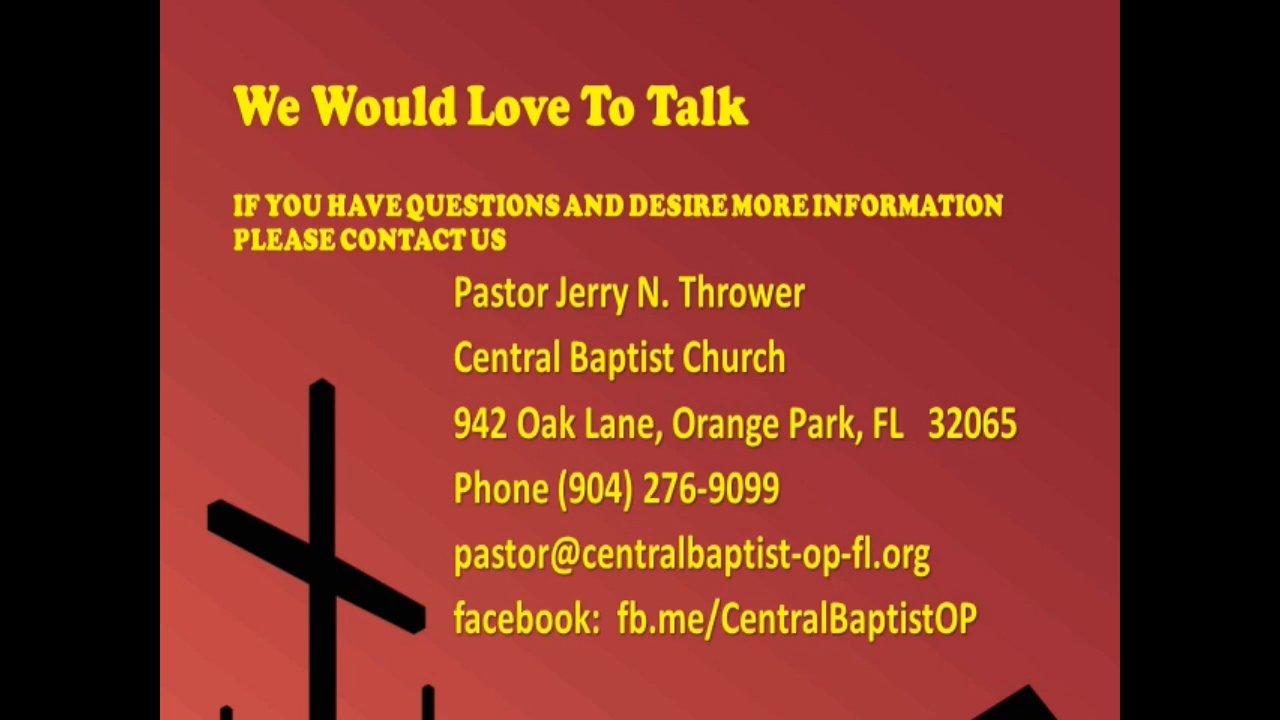 We Would Love To Talk
IF YOU HAVE QUESTIONS AND DESIRE MORE INFORMATION
PLEASE CONTACT US
Pastor Jerry N. Thrower
Central Baptist Church
942 Oak Lane, Orange Park, FL 32065
Phone (904) 276-9099
pastor@centralbaptist-op-fl.org
facebook: fb.me/CentralBaptistOP